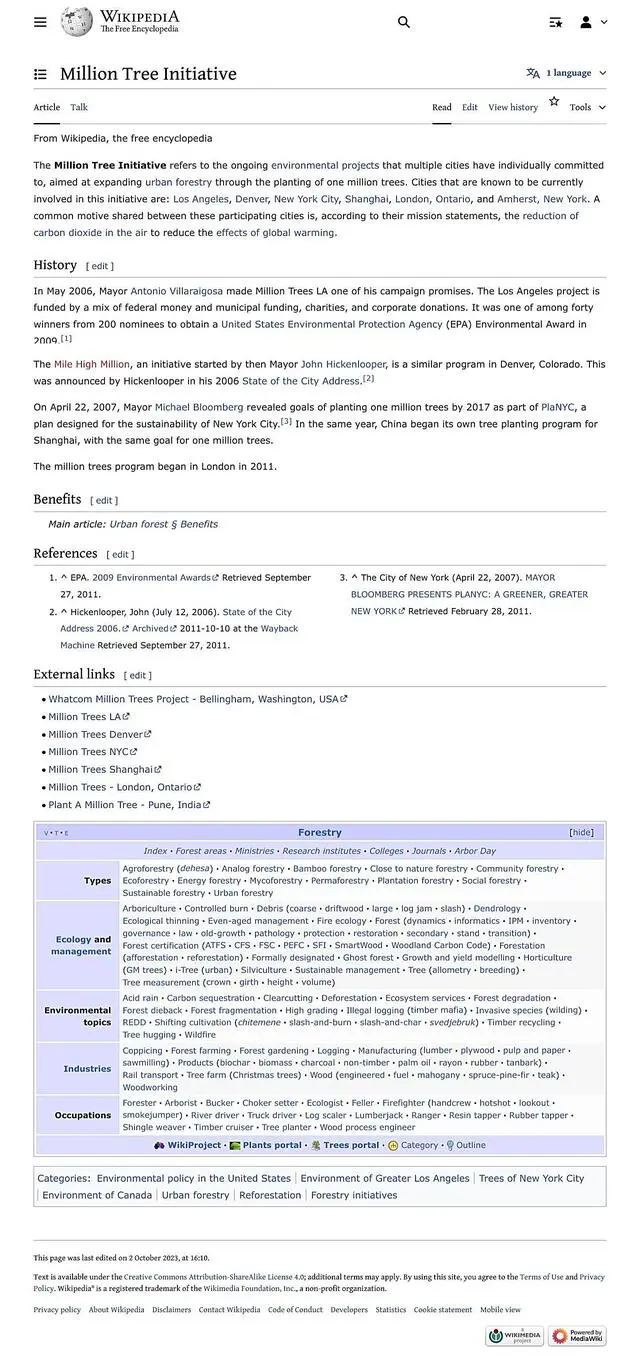 WIKIPEDIA
The Free Encyclopedia
Million Tree Initiative
1 language
Article Talk Read Edit View history Tools
From Wikipedia, the free encyclopedia
The Million Tree Initiative refers to the ongoing environmental projects that multiple cities have individually committed
to, aimed at expanding urban forestry through the planting of one million trees. Cities that are known to be currently
involved in this initiative are: Los Angeles, Denver, New York City, Shanghai, London, Ontario, and Amherst, New York. A
common motive shared between these participating cities is, according to their mission statements, the reduction of
carbon dioxide in the air to reduce the effects of global warming.
History [ edit ]
In May 2006, Mayor Antonio Villaraigosa made Million Trees LA one of his campaign promises. The Los Angeles project is
funded by a mix of federal money and municipal funding, charities, and corporate donations. It was one of among forty
winners from 200 nominees to obtain a United States Environmental Protection Agency (EPA) Environmental Award in
2009.[1]
The Mile High Million, an initiative started by then Mayor John Hickenlooper, is a similar program in Denver, Colorado. This
was announced by Hickenlooper in his 2006 State of the City Address.[2]
On April 22, 2007, Mayor Michael Bloomberg revealed goals of planting one million trees by 2017 as part of PlaNYC, a
plan designed for the sustainability of New York City.[3] In the same year, China began its own tree planting program for
Shanghai, with the same goal for one million trees.
The million trees program began in London in 2011.
Benefits [ edit ]
Main article: Urban forest § Benefits
References [ edit ]
1. ^ EPA. 2009 Environmental Awards Retrieved September
27, 2011.
2. ^ Hickenlooper, John (July 12, 2006). State of the City
Address 2006. Archived 2011-10-10 at the Wayback
Machine Retrieved September 27, 2011.
3. ^ The City of New York (April 22, 2007). MAYOR
BLOOMBERG PRESENTS PLANYC: A GREENER, GREATER
NEW YORK Retrieved February 28, 2011.
External links [ edit ]
• Whatcom Million Trees Project - Bellingham, Washington, USA
• Million Trees LA
• Million Trees Denver
• Million Trees NYC
• Million Trees Shanghai
• Million Trees - London, Ontario
• Plant A Million Tree - Pune, India
V • T • E Forestry [hide]
Index • Forest areas • Ministries • Research institutes • Colleges • Journals • Arbor Day
Types
Agroforestry (dehesa) • Analog forestry • Bamboo forestry • Close to nature forestry • Community forestry •
Ecoforestry • Energy forestry • Mycoforestry • Permaforestry • Plantation forestry • Social forestry •
Sustainable forestry • Urban forestry
Ecology and
management
Arboriculture • Controlled burn • Debris (coarse • driftwood • large • log jam • slash) • Dendrology •
Ecological thinning • Even-aged management • Fire ecology • Forest (dynamics • informatics • IPM • inventory •
governance • law • old-growth • pathology • protection • restoration • secondary • stand • transition) •
Forest certification (ATFS • CFS • FSC • PEFC • SFI • SmartWood • Woodland Carbon Code) • Forestation
(afforestation • reforestation) • Formally designated • Ghost forest • Growth and yield modelling • Horticulture
(GM trees) • i-Tree (urban) • Silviculture • Sustainable management • Tree (allometry • breeding) •
Tree measurement (crown • girth • height • volume)
Environmental
topics
Acid rain • Carbon sequestration • Clearcutting • Deforestation • Ecosystem services • Forest degradation •
Forest dieback • Forest fragmentation • High grading • Illegal logging (timber mafia) • Invasive species (wilding) •
REDD • Shifting cultivation (chitemene • slash-and-burn • slash-and-char • svedjebruk) • Timber recycling •
Tree hugging • Wildfire
Industries
Coppicing • Forest farming • Forest gardening • Logging • Manufacturing (lumber • plywood • pulp and paper •
sawmilling) • Products (biochar • biomass • charcoal • non-timber • palm oil • rayon • rubber • tanbark) •
Rail transport • Tree farm (Christmas trees) • Wood (engineered • fuel • mahogany • spruce-pine-fir • teak) •
Woodworking
Occupations
Forester • Arborist • Bucker • Choker setter • Ecologist • Feller • Firefighter (handcrew • hotshot • lookout •
smokejumper) • River driver • Truck driver • Log scaler • Lumberjack • Ranger • Resin tapper • Rubber tapper •
Shingle weaver • Timber cruiser • Tree planter • Wood process engineer
WikiProject • Plants portal • Trees portal • Category • Outline
Categories: Environmental policy in the United States | Environment of Greater Los Angeles | Trees of New York City
| Environment of Canada | Urban forestry | Reforestation | Forestry initiatives
This page was last edited on 2 October 2023, at 16:10.
Text is available under the Creative Commons Attribution-ShareAlike License 4.0; additional terms may apply. By using this site, you agree to the Terms of Use and Privacy
Policy. Wikipedia® is a registered trademark of the Wikimedia Foundation, Inc., a non-profit organization.
Privacy policy About Wikipedia Disclaimers Contact Wikipedia Code of Conduct Developers Statistics Cookie statement Mobile view
A WIKIMEDIA project
Powered by MediaWiki